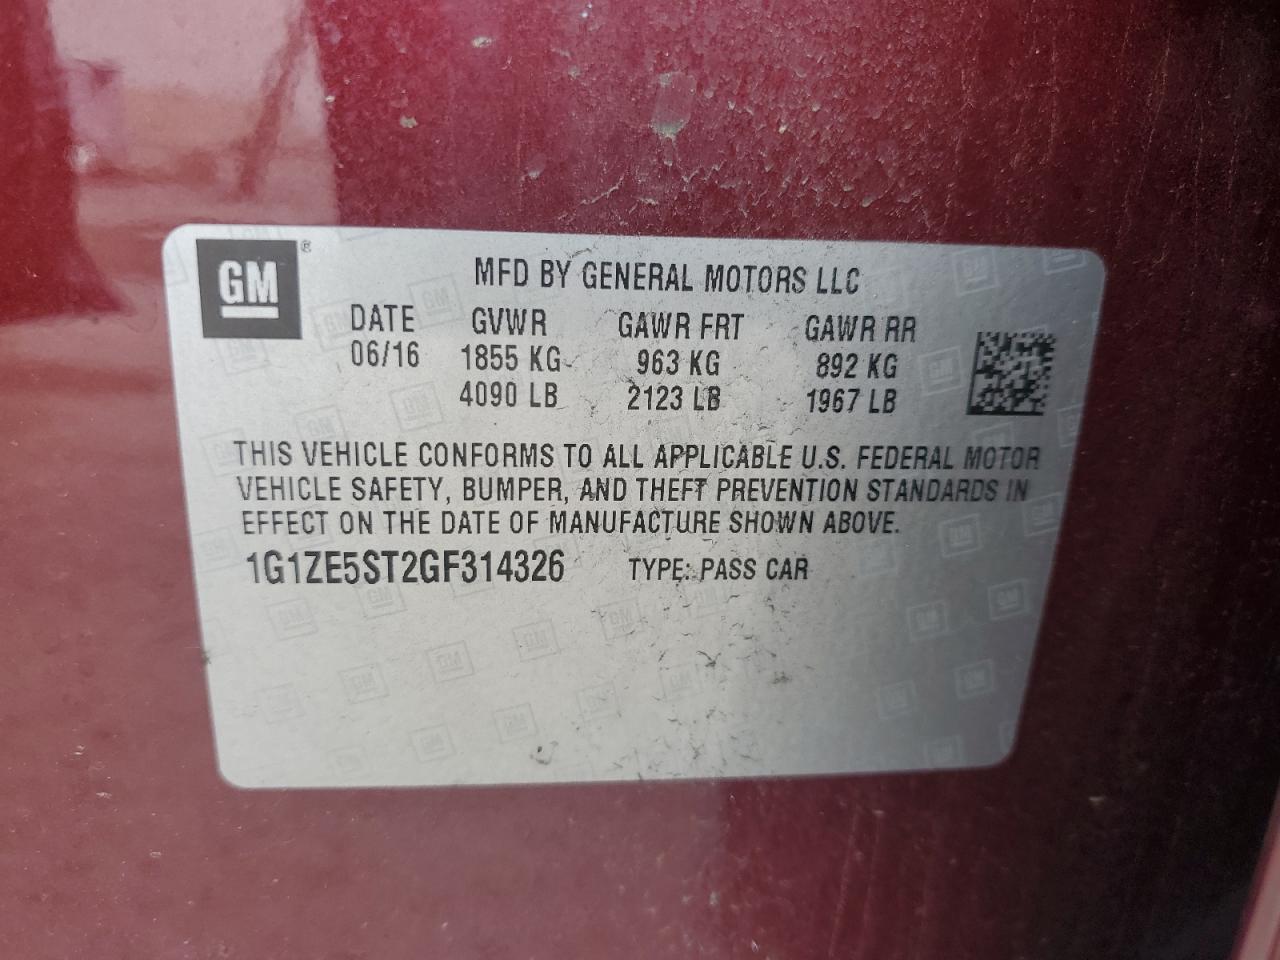 GM ®
MFD BY GENERAL MOTORS LLC
DATE GVWR GAWR FRT GAWR RR
06/16 1855 KG 963 KG 892 KG
4090 LB 2123 LB 1967 LB
THIS VEHICLE CONFORMS TO ALL APPLICABLE U.S. FEDERAL MOTOR
VEHICLE SAFETY, BUMPER, AND THEFT PREVENTION STANDARDS IN
EFFECT ON THE DATE OF MANUFACTURE SHOWN ABOVE.
1G1ZE5ST2GF314326 TYPE: PASS CAR